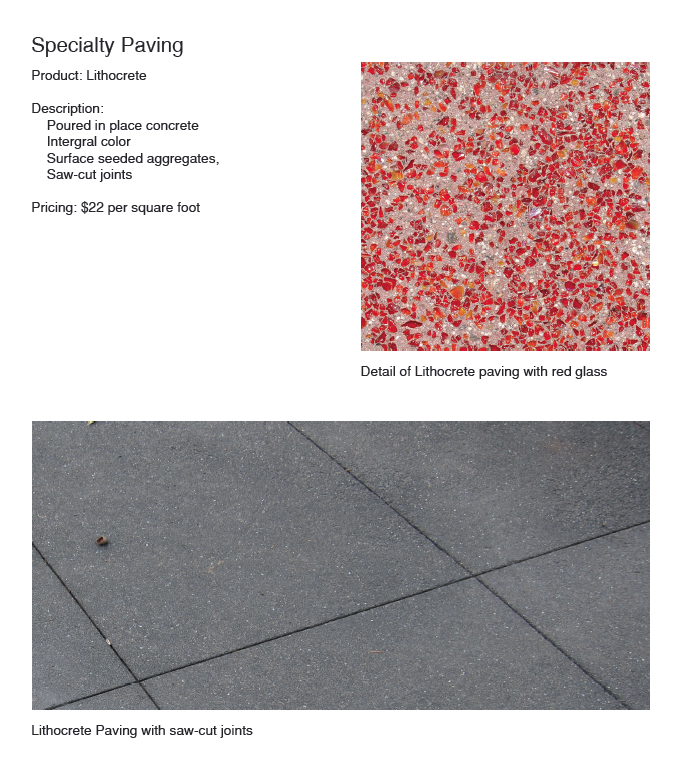 Specialty Paving
Product: Lithocrete
Description:
Poured in place concrete
Intergral color
Surface seeded aggregates,
Saw-cut joints
Pricing: $22 per square foot
Detail of Lithocrete paving with red glass
Lithocrete Paving with saw-cut joints